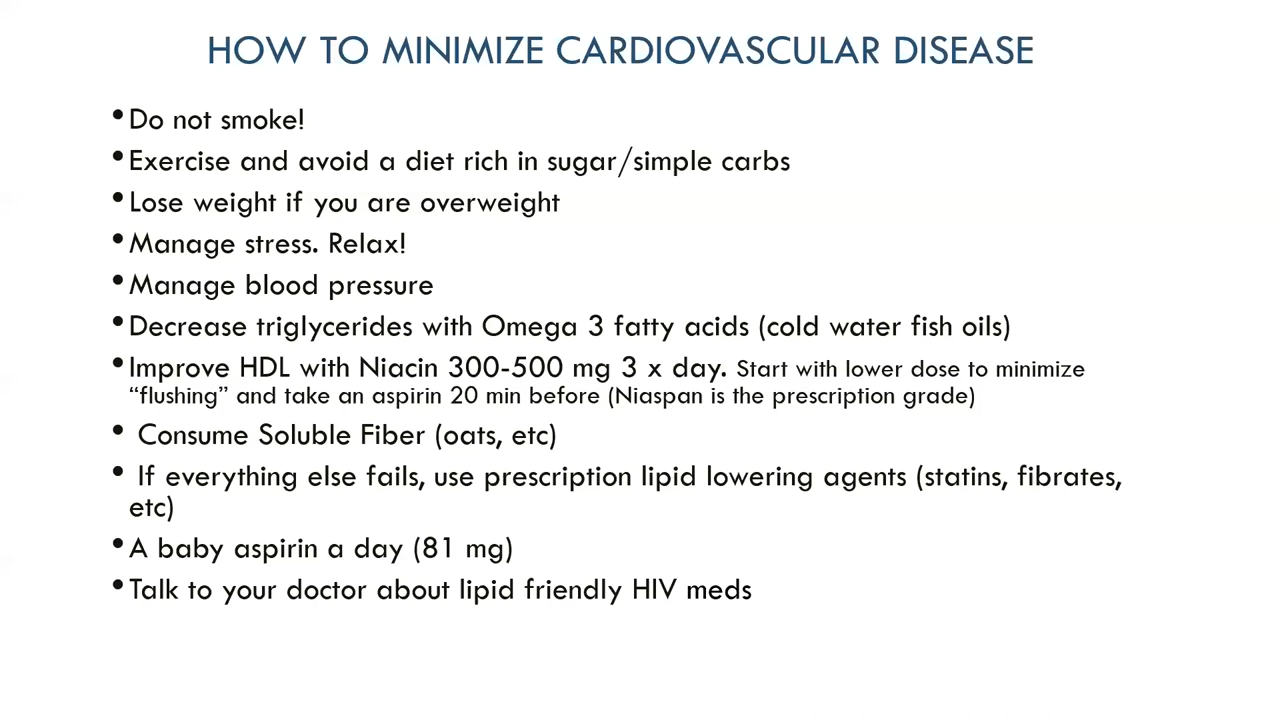 HOW TO MINIMIZE CARDIOVASCULAR DISEASE
•Do not smoke!
•Exercise and avoid a diet rich in sugar/simple carbs
•Lose weight if you are overweight
•Manage stress. Relax!
•Manage blood pressure
•Decrease triglycerides with Omega 3 fatty acids (cold water fish oils)
•Improve HDL with Niacin 300-500 mg 3 x day. Start with lower dose to minimize
“flushing” and take an aspirin 20 min before (Niaspan is the prescription grade)
• Consume Soluble Fiber (oats, etc)
• If everything else fails, use prescription lipid lowering agents (statins, fibrates,
etc)
•A baby aspirin a day (81 mg)
•Talk to your doctor about lipid friendly HIV meds